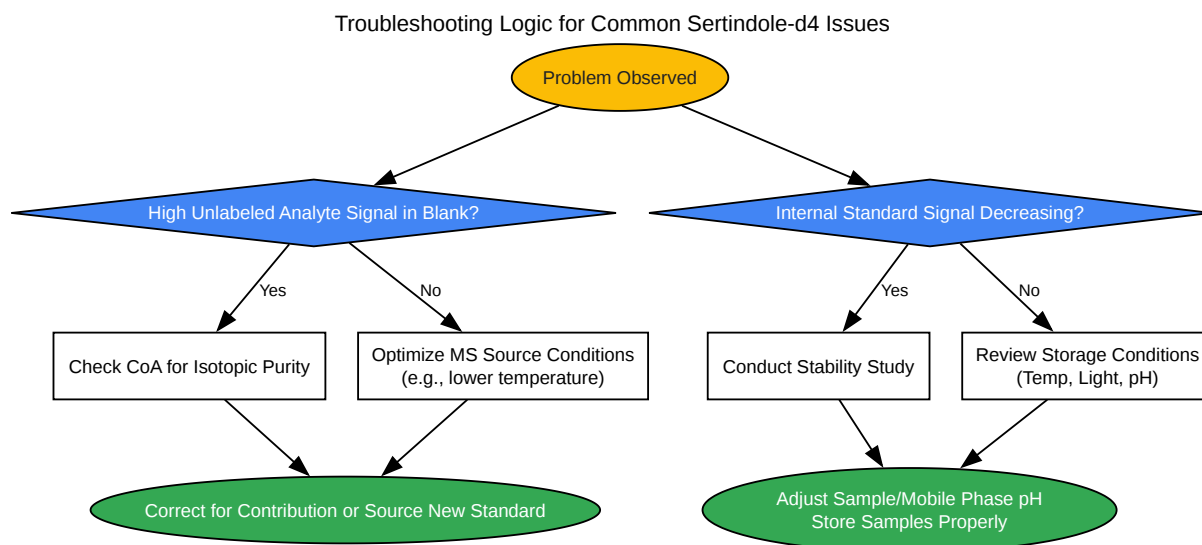 Troubleshooting Logic for Common Sertindole-d4 Issues
Problem Observed
High Unlabeled Analyte Signal in Blank?
Internal Standard Signal Decreasing?
Yes
No
Yes
No
Check CoA for Isotopic Purity
Optimize MS Source Conditions
(e.g., lower temperature)
Conduct Stability Study
Review Storage Conditions
(Temp, Light, pH)
Correct for Contribution or Source New Standard
Adjust Sample/Mobile Phase pH
Store Samples Properly